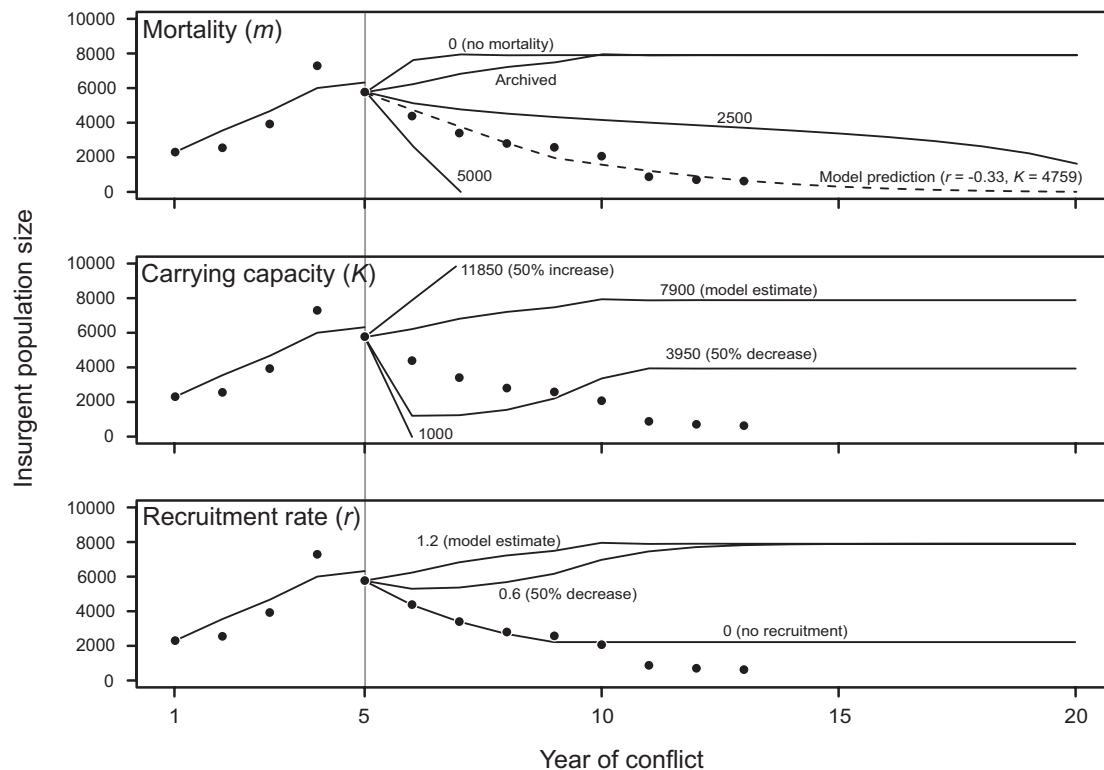 Insurgent population size
10000
8000
6000
4000
2000
0
Mortality (m)
0 (no mortality)
Archived
2500
5000
Model prediction (r = -0.33, K = 4759)
10000
8000
6000
4000
2000
0
Carrying capacity (K)
11850 (50% increase)
7900 (model estimate)
3950 (50% decrease)
1000
10000
8000
6000
4000
2000
0
Recruitment rate (r)
1.2 (model estimate)
0.6 (50% decrease)
0 (no recruitment)
1 5 10 15 20
Year of conflict